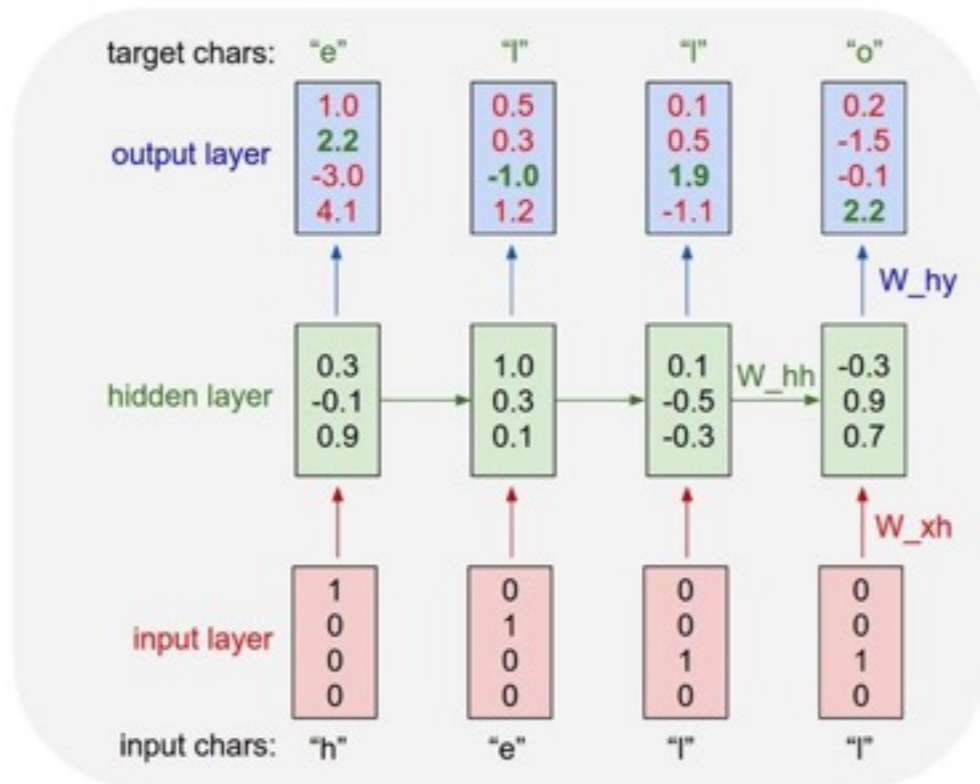 target chars: “e” “l” “l” “o”
1.0 0.5 0.1 0.2
2.2 0.3 0.5 -1.5
output layer
-3.0 -1.0 1.9 -0.1
4.1 1.2 -1.1 2.2
W_hy
0.3 1.0 0.1 -0.3
W_hh
hidden layer -0.1 0.3 -0.5 0.9
0.9 0.1 -0.3 0.7
W_xh
1 0 0 0
0 1 0 0
input layer
0 0 1 1
0 0 0 0
input chars: “h” “e” “l” “l”